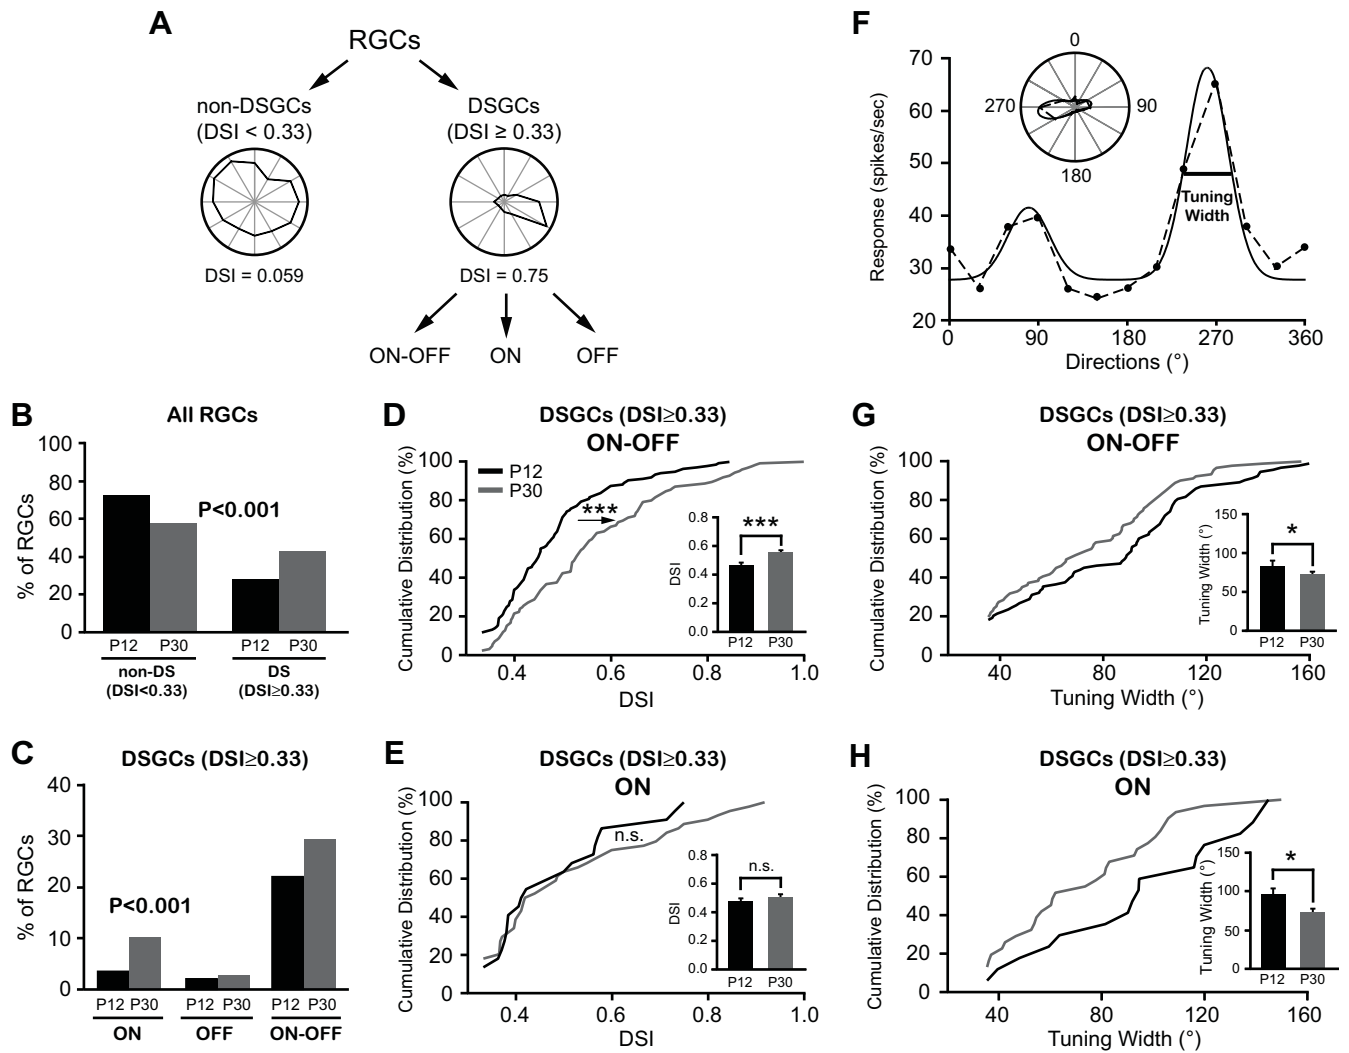 A
RGCs
non-DSGCs
(DSI < 0.33)
DSGCs
(DSI ≥ 0.33)
DSI = 0.059
DSI = 0.75
ON-OFF
ON
OFF
F
Response (spikes/sec)
70
60
50
40
30
20
0
90
180
270
360
Directions (°)
0
90
180
270
Tuning
Width
B
All RGCs
% of RGCs
100
80
60
40
20
0
P<0.001
P12
P30
P12
P30
non-DS
(DSI<0.33)
DS
(DSI≥0.33)
C
DSGCs (DSI≥0.33)
% of RGCs
40
30
20
10
0
P<0.001
P12 P30
P12 P30
P12 P30
ON
OFF
ON-OFF
D
DSGCs (DSI≥0.33)
ON-OFF
Cumulative Distribution (%)
100
80
60
40
20
0
P12
P30
***
0.4
0.6
0.8
1.0
DSI
DSI
0.8
0.6
0.4
0.2
0.0
***
P12
P30
E
DSGCs (DSI≥0.33)
ON
Cumulative Distribution (%)
100
80
60
40
20
0
n.s.
0.4
0.6
0.8
1.0
DSI
DSI
0.8
0.6
0.4
0.2
0.0
n.s.
P12
P30
G
DSGCs (DSI≥0.33)
ON-OFF
Cumulative Distribution (%)
100
80
60
40
20
0
40
80
120
160
Tuning Width (°)
Tuning Width (°)
150
100
50
0
*
P12
P30
H
DSGCs (DSI≥0.33)
ON
Cumulative Distribution (%)
100
80
60
40
20
0
40
80
120
160
Tuning Width (°)
Tuning Width (°)
150
100
50
0
*
P12
P30